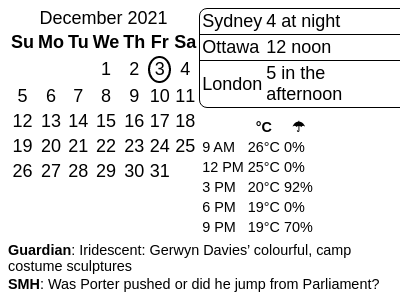 December 2021
Su Mo Tu We Th Fr Sa
1 2 3 4
5 6 7 8 9 10 11
12 13 14 15 16 17 18
19 20 21 22 23 24 25
26 27 28 29 30 31
Sydney 4 at night
Ottawa 12 noon
London 5 in the
afternoon
°C ☂
9 AM 26°C 0%
12 PM 25°C 0%
3 PM 20°C 92%
6 PM 19°C 0%
9 PM 19°C 70%
Guardian: Iridescent: Gerwyn Davies’ colourful, camp
costume sculptures
SMH: Was Porter pushed or did he jump from Parliament?